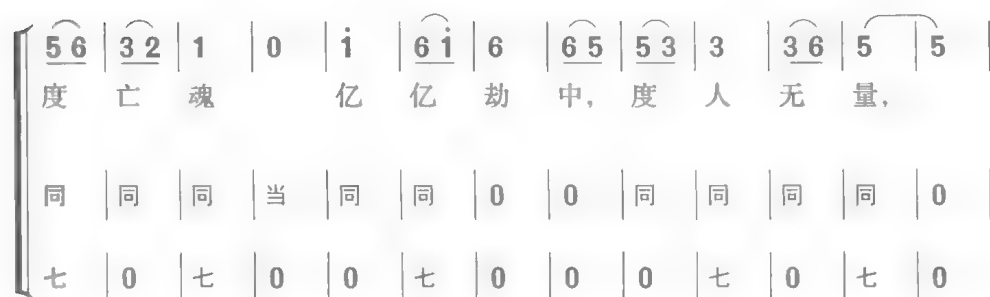 5 6 | 3 2 | 1 | 0 | i | 6 i | 6 | 6 5 | 5 3 | 3 | 3 6 | 5 | 5 |
度 亡 魂 亿 亿 劫 中, 度 人 无 量,
同 | 同 | 同 | 当 | 同 | 同 | 0 | 0 | 同 | 同 | 同 | 同 | 0
七 | 0 | 七 | 0 | 0 | 七 | 0 | 0 | 0 | 七 | 0 | 七 | 0